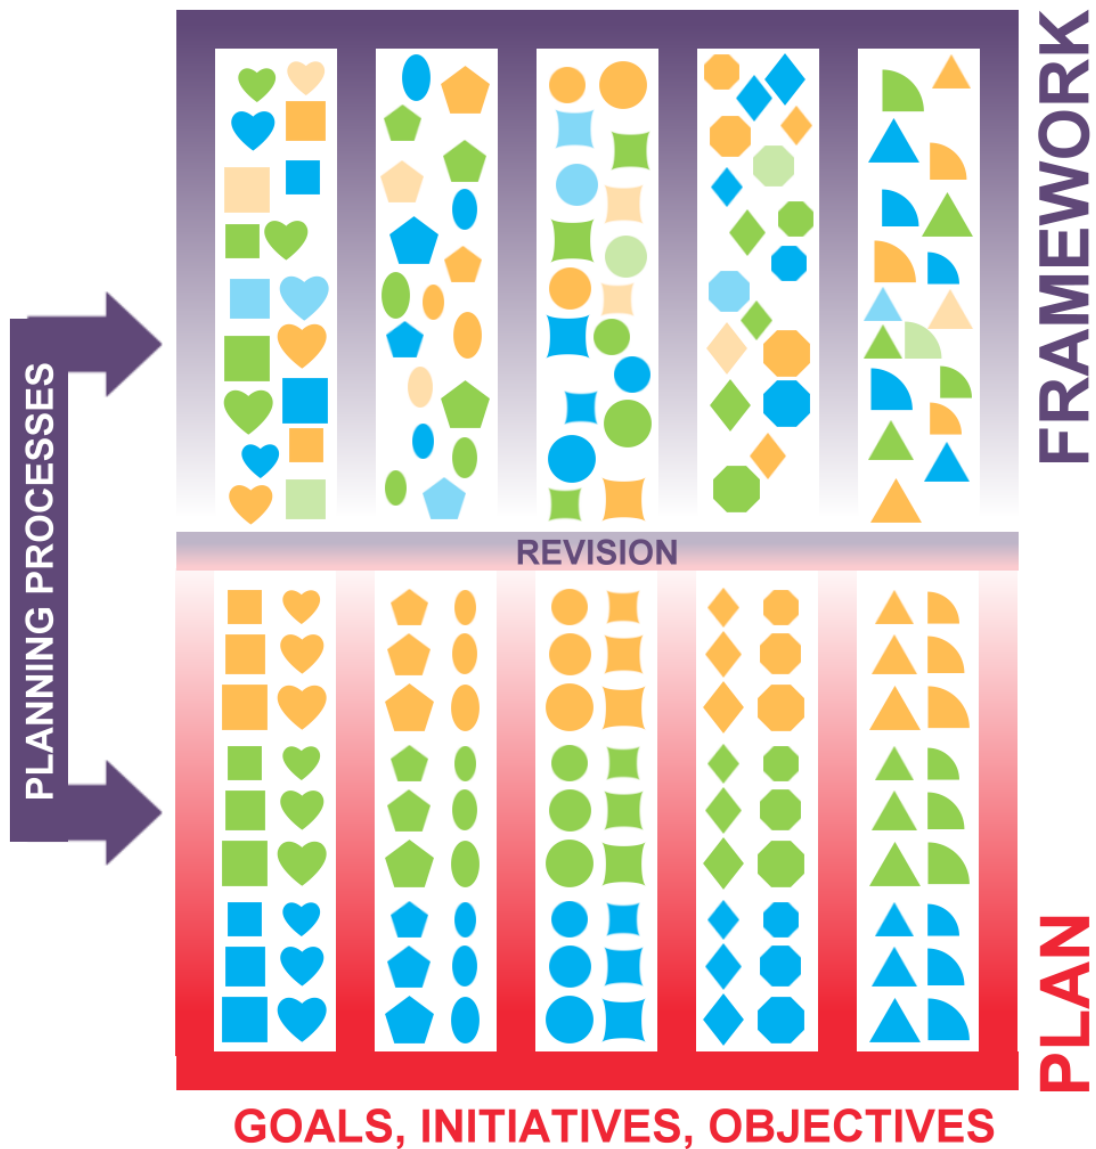 FRAMEWORK
PLANNING PROCESSES
REVISION
PLAN
GOALS, INITIATIVES, OBJECTIVES